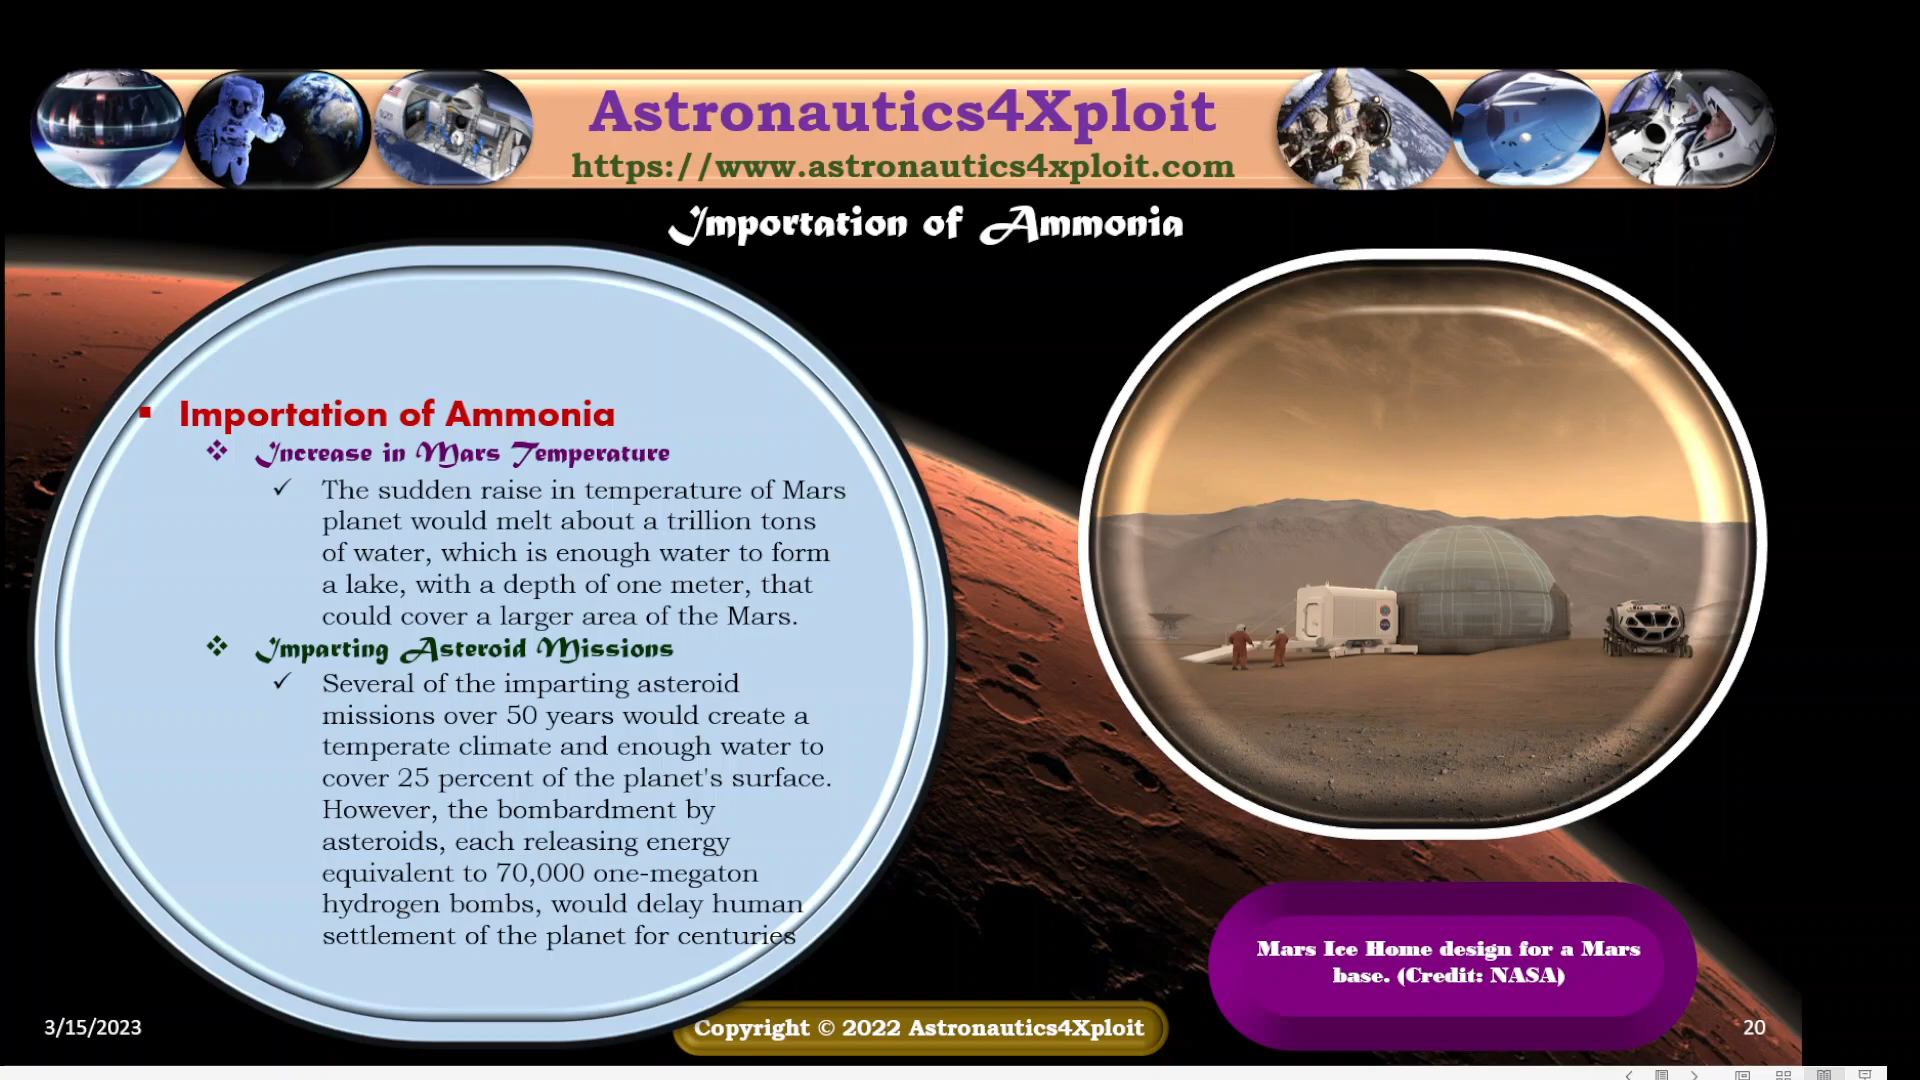 Astronautics4Xploit
https://www.astronautics4xploit.com
Importation of Ammonia
Importation of Ammonia
Increase in Mars Temperature
The sudden raise in temperature of Mars
planet would melt about a trillion tons
of water, which is enough water to form
a lake, with a depth of one meter, that
could cover a larger area of the Mars.
Imparting Asteroid Missions
Several of the imparting asteroid
missions over 50 years would create a
temperate climate and enough water to
cover 25 percent of the planet's surface.
However, the bombardment by
asteroids, each releasing energy
equivalent to 70,000 one-megaton
hydrogen bombs, would delay human
settlement of the planet for centuries
Mars Ice Home design for a Mars
base. (Credit: NASA)
3/15/2023
Copyright © 2022 Astronautics4Xploit
20